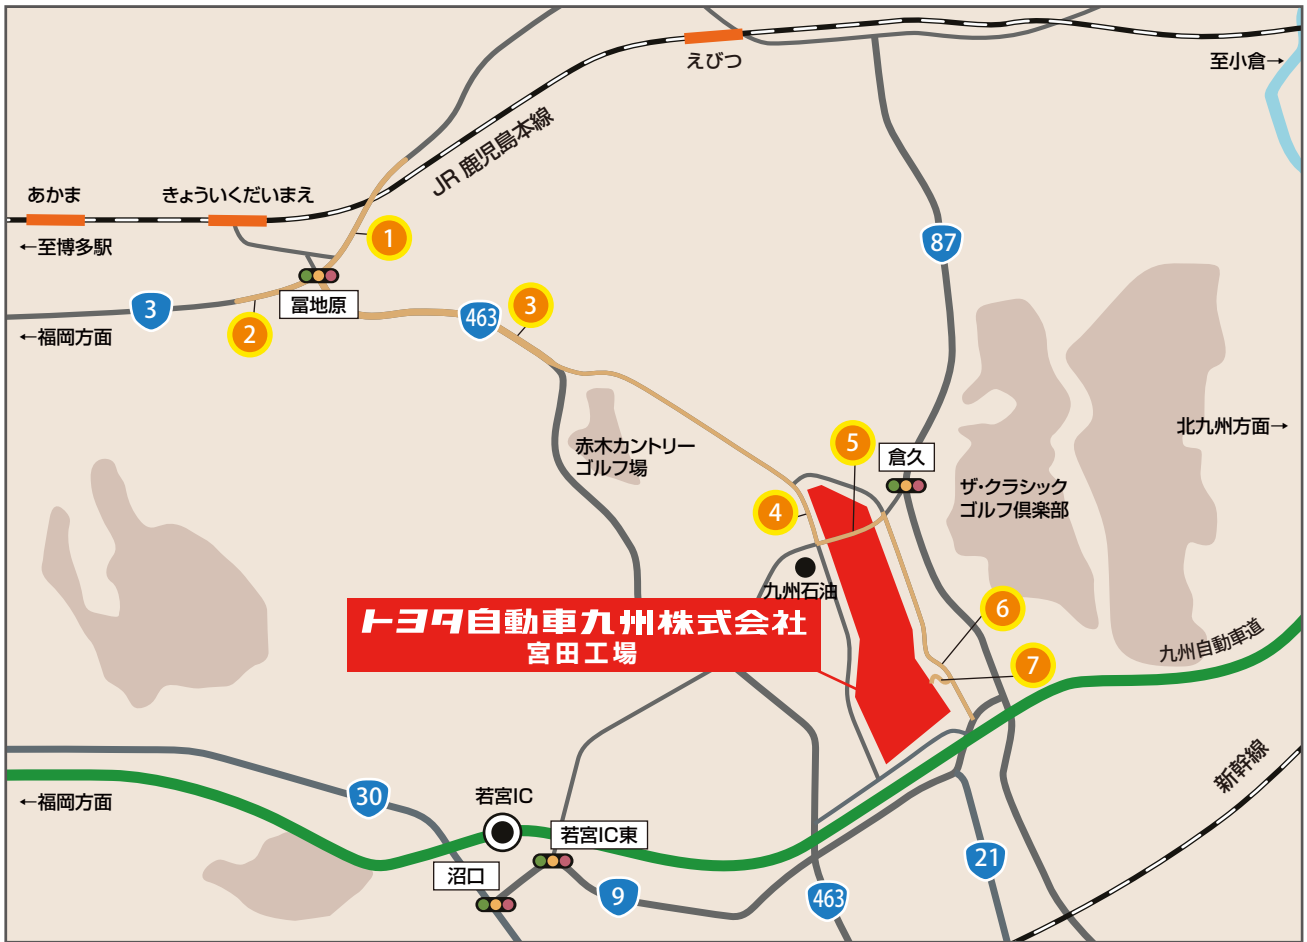 えびつ
至小倉→
JR 鹿児島本線
あかま
きょういくだいまえ
←至博多駅
1
87
3
冨地原
463
3
2
←福岡方面
赤木カントリー
ゴルフ場
5
倉久
北九州方面→
ザ・クラシック
ゴルフ倶楽部
4
九州石油
トヨタ自動車九州株式会社
宮田工場
6
九州自動車道
7
新幹線
←福岡方面
30
若宮IC
若宮IC東
沼口
9
463
21